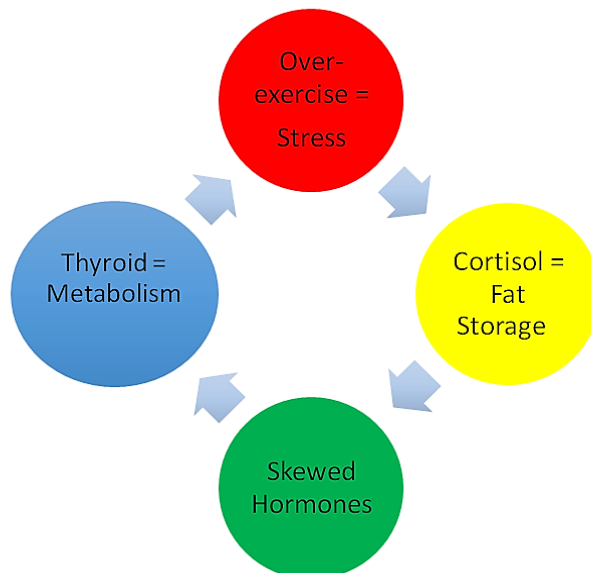 Over-
exercise =
Stress
Thyroid =
Metabolism
Cortisol =
Fat
Storage
Skewed
Hormones